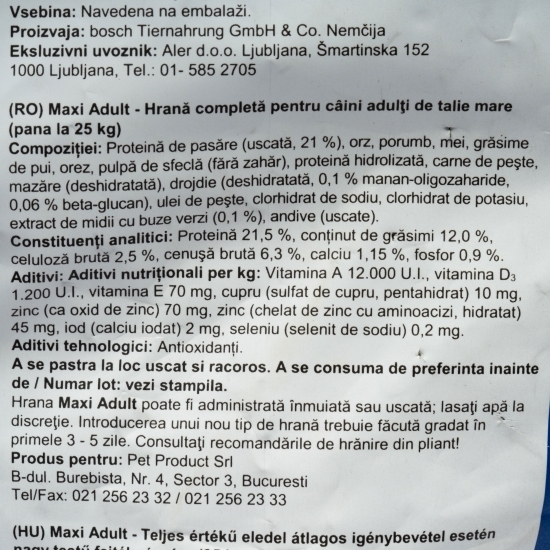 Vsebina: Navedena na embalaži.
Proizvaja: bosch Tiernahrung GmbH & Co. Nemčija
Ekskluzivni uvoznik: Aler d.o.o. Ljubljana, Šmartinska 152
1000 Ljubljana, Tel.: 01- 585 2705
(RO) Maxi Adult - Hrană completă pentru câini adulţi de talie mare
(pana la 25 kg)
Compoziţiei: Proteină de pasăre (uscată, 21 %), orz, porumb, mei, grăsime
de pui, orez, pulpă de sfeclă (fără zahăr), proteină hidrolizată, carne de peşte,
mazăre (deshidratată), drojdie (deshidratată, 0,1 % manan-oligozaharide,
0,06 % beta-glucan), ulei de peşte, clorhidrat de sodiu, clorhidrat de potasiu,
extract de midii cu buze verzi (0,1 %), andive (uscate).
Constituenţi analitici: Proteină 21,5 %, conţinut de grăsimi 12,0 %,
celuloză brută 2,5 %, cenuşă brută 6,3 %, calciu 1,15 %, fosfor 0,9 %.
Aditivi: Aditivi nutriţionali per kg: Vitamina A 12.000 U.I., vitamina D₃
1.200 U.I., vitamina E 70 mg, cupru (sulfat de cupru, pentahidrat) 10 mg,
zinc (ca oxid de zinc) 70 mg, zinc (chelat de zinc cu aminoacizi, hidratat)
45 mg, iod (calciu iodat) 2 mg, seleniu (selenit de sodiu) 0,2 mg.
Aditivi tehnologici: Antioxidanţi.
A se pastra la loc uscat si racoros. A se consuma de preferinta inainte
de / Numar lot: vezi stampila.
Hrana Maxi Adult poate fi administrată înmuiată sau uscată; lasaţi apă la
discreţie. Introducerea unui nou tip de hrană trebuie făcută gradat în
primele 3 - 5 zile. Consultaţi recomandările de hrănire din pliant!
Produs pentru: Pet Product Srl
B-dul. Burebista, Nr. 4, Sector 3, Bucuresti
Tel/Fax: 021 256 23 32 / 021 256 23 33
(HU) Maxi Adult - Teljes értékű eledel átlagos igénybevétel esetén